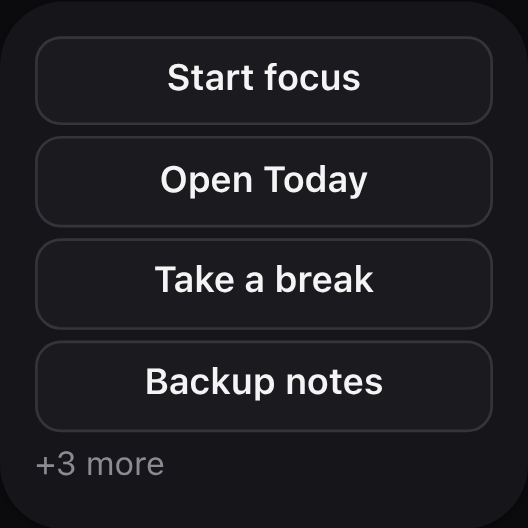 Start focus
Open Today
Take a break
Backup notes
+3 more